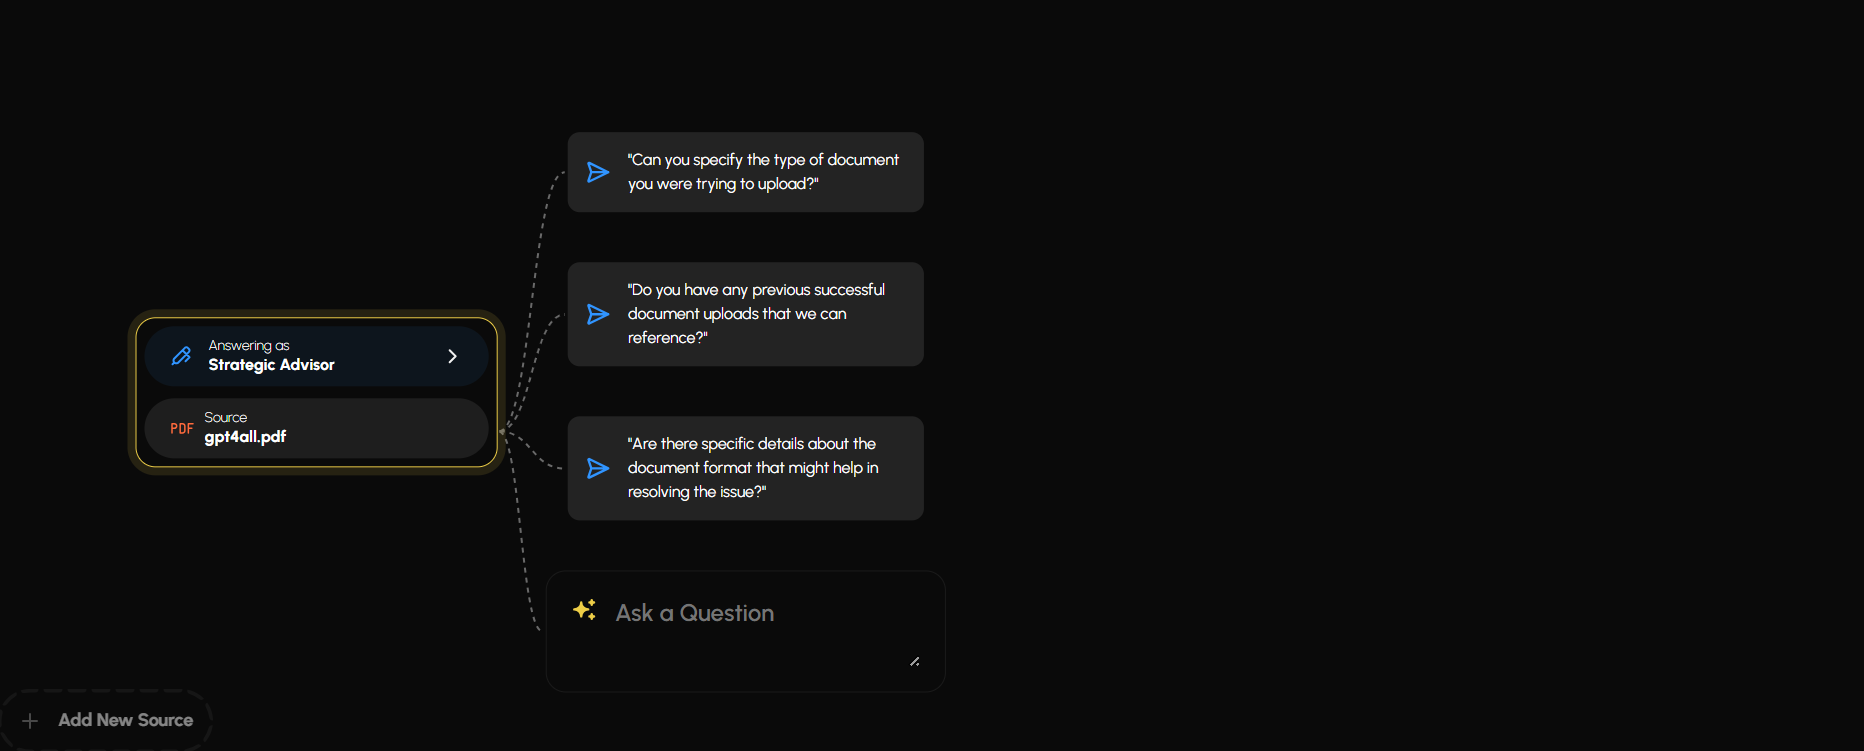 "Can you specify the type of document
you were trying to upload?"
"Do you have any previous successful
document uploads that we can
reference?"
Answering as
Strategic Advisor
Source
PDF
gpt4all.pdf
"Are there specific details about the
document format that might help in
resolving the issue?"
Ask a Question
Add New Source